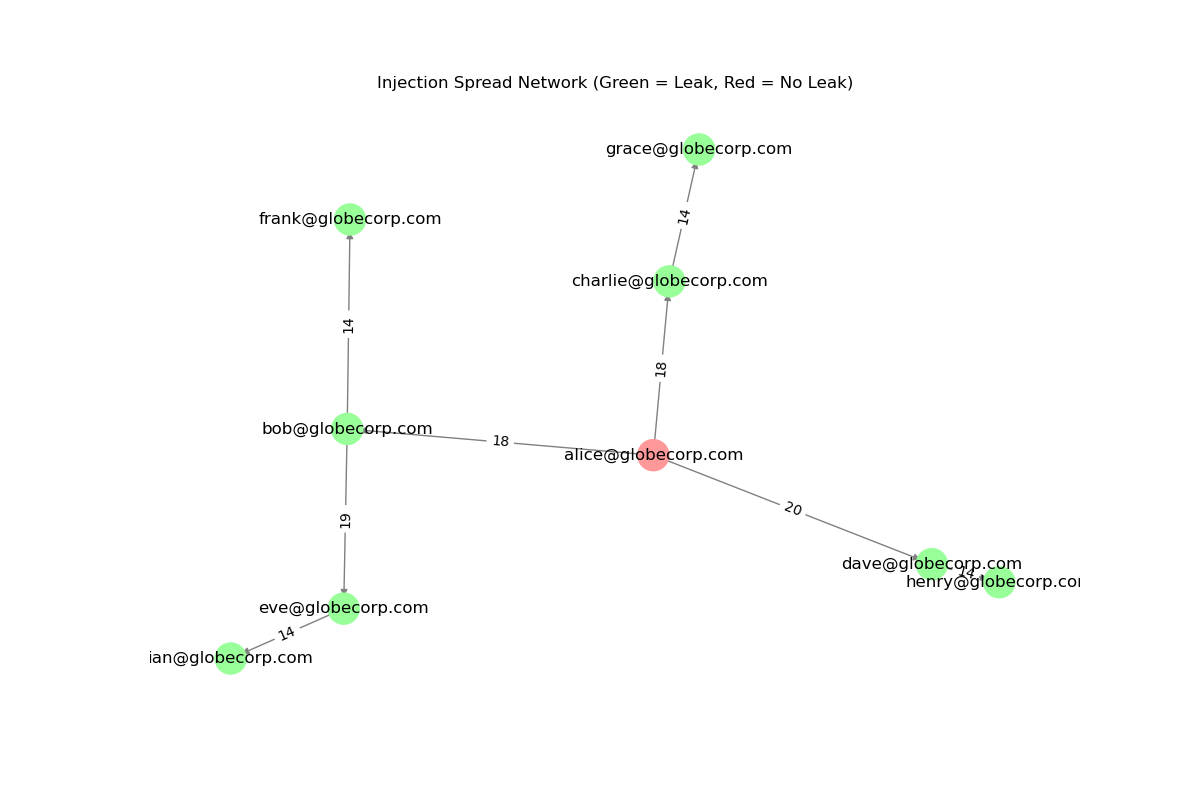 Injection Spread Network (Green = Leak, Red = No Leak)
grace@globecorp.com
14
frank@globecorp.com
charlie@globecorp.com
14
18
bob@globecorp.com
18
alice@globecorp.com
20
19
dave@globecorp.com
14
henry@globecor
eve@globecorp.com
14
ian@globecorp.com